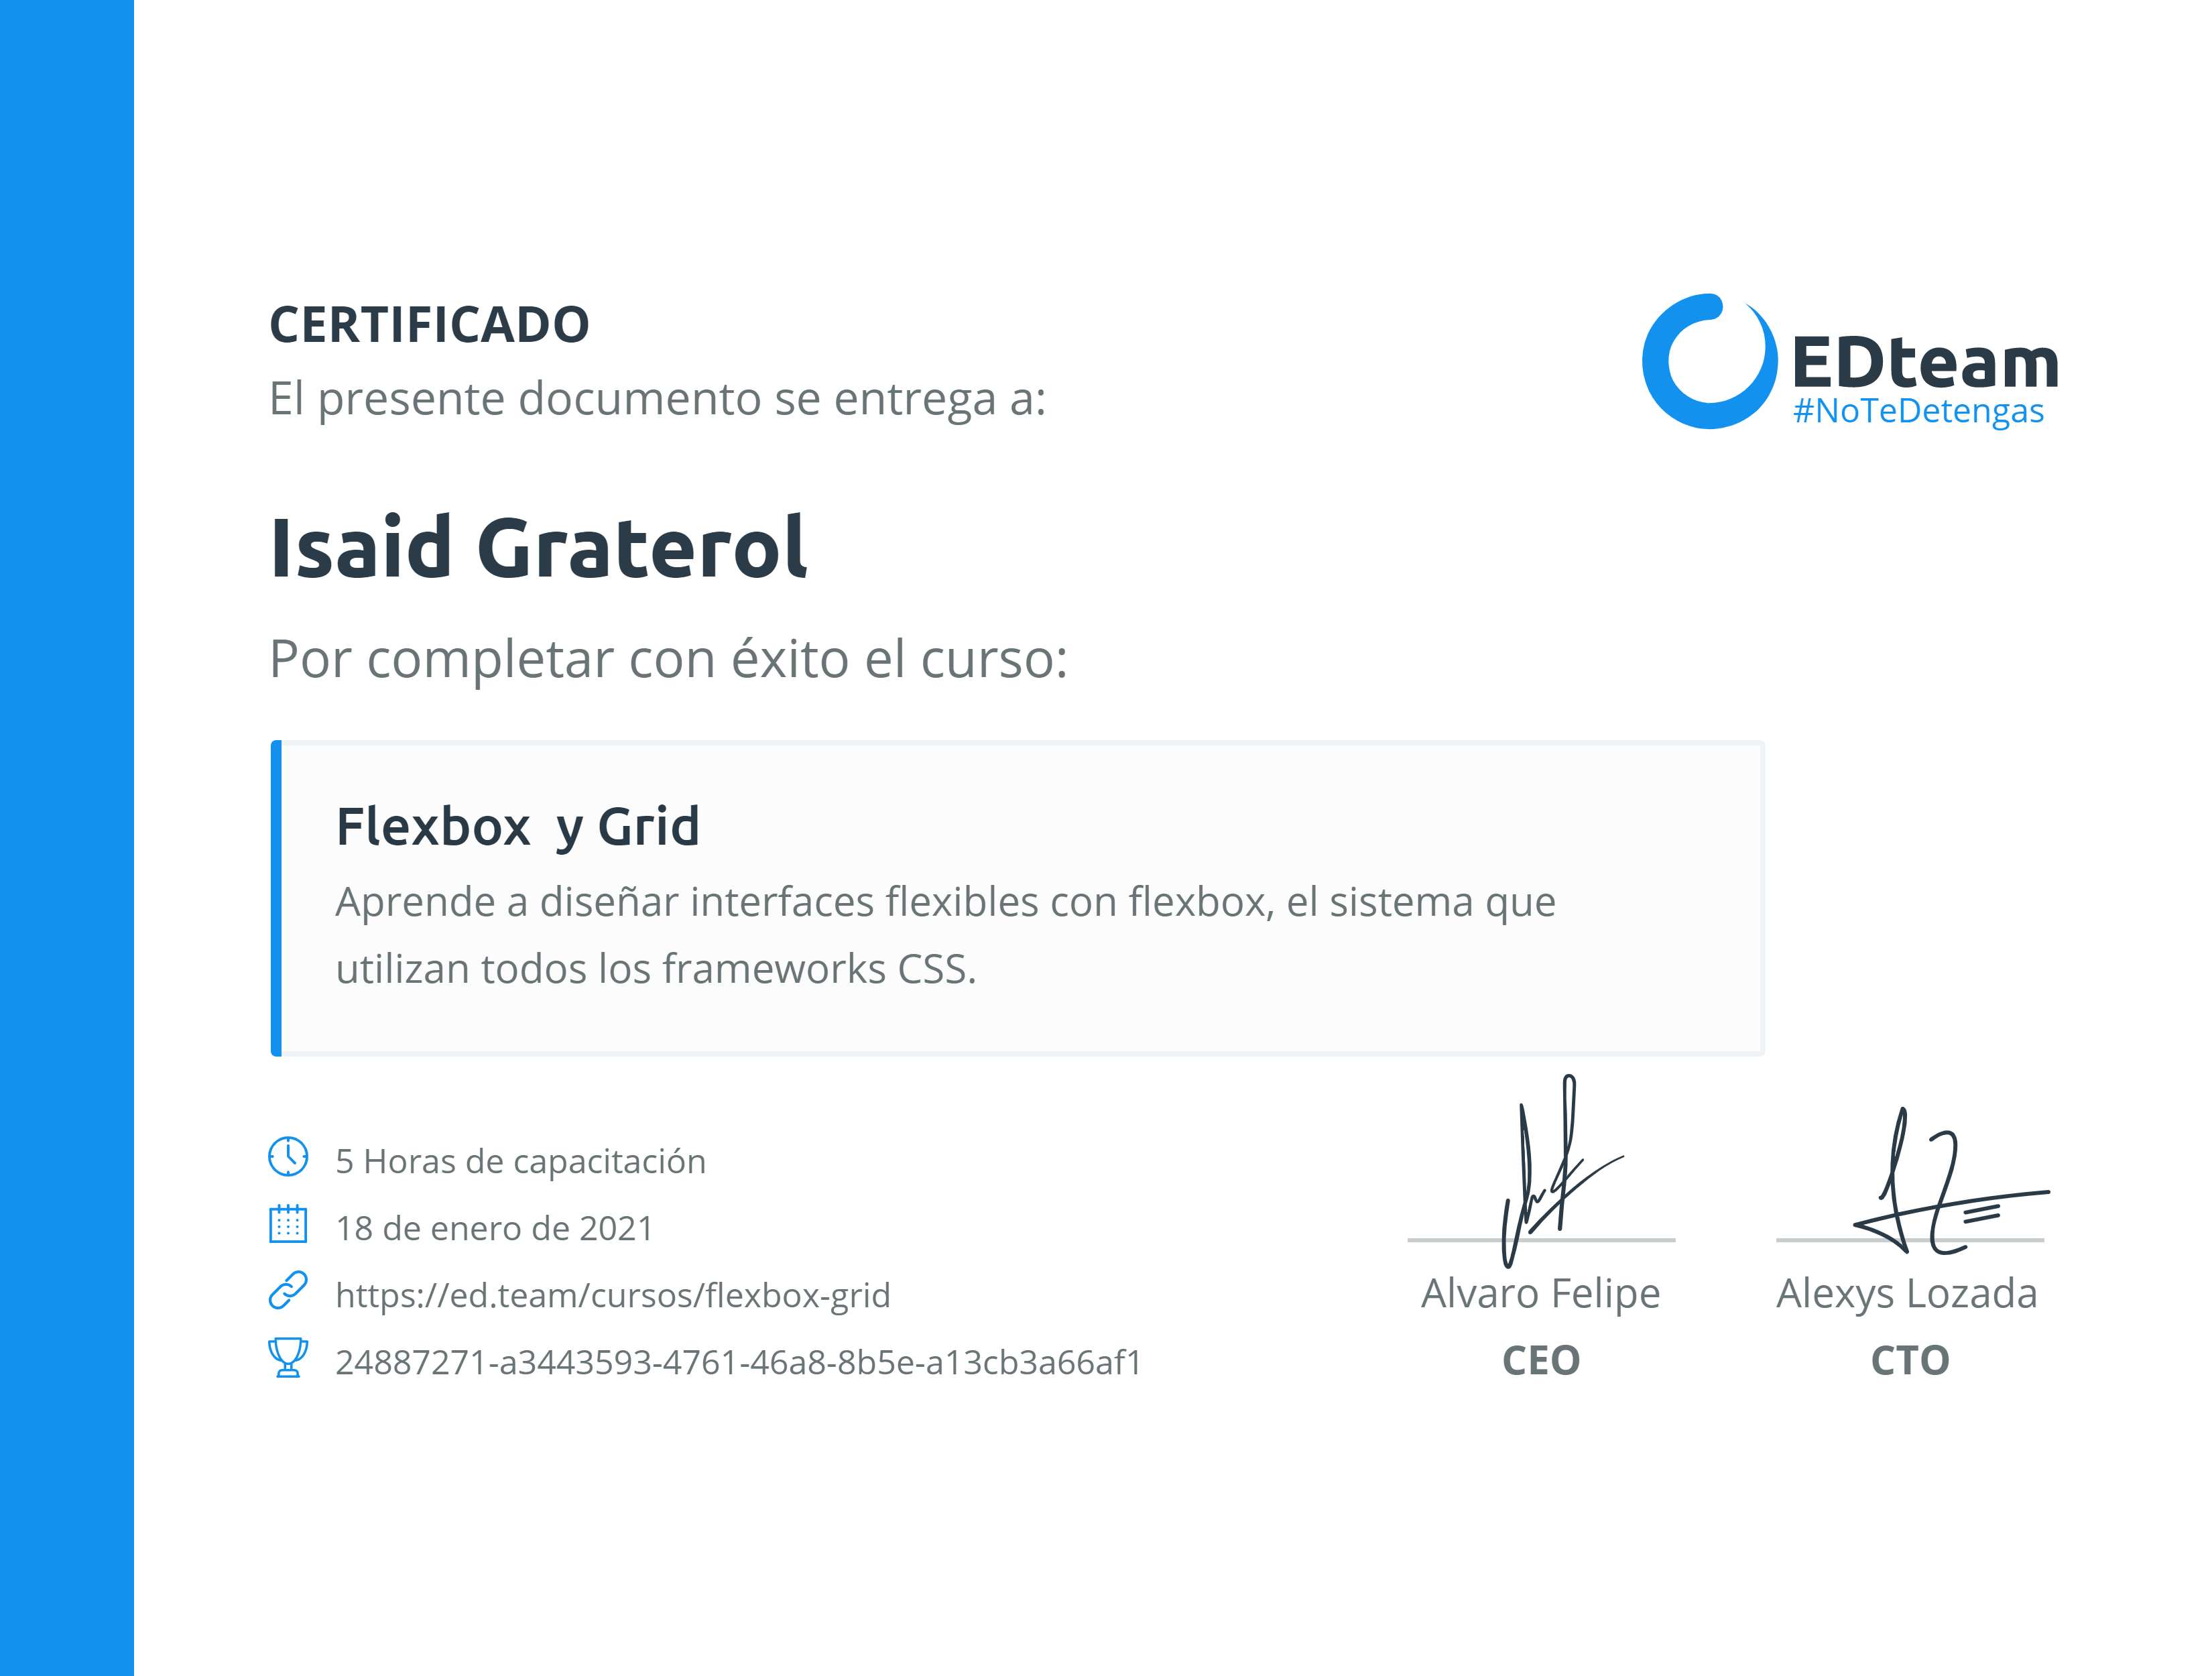 CERTIFICADO
El presente documento se entrega a:
EDteam
#NoTeDetengas
Isaid Graterol
Por completar con éxito el curso:
Flexbox  y Grid
Aprende a diseñar interfaces flexibles con flexbox, el sistema que
utilizan todos los frameworks CSS.
5 Horas de capacitación
18 de enero de 2021
https://ed.team/cursos/flexbox-grid
24887271-a3443593-4761-46a8-8b5e-a13cb3a66af1
Alvaro Felipe
CEO
Alexys Lozada
CTO